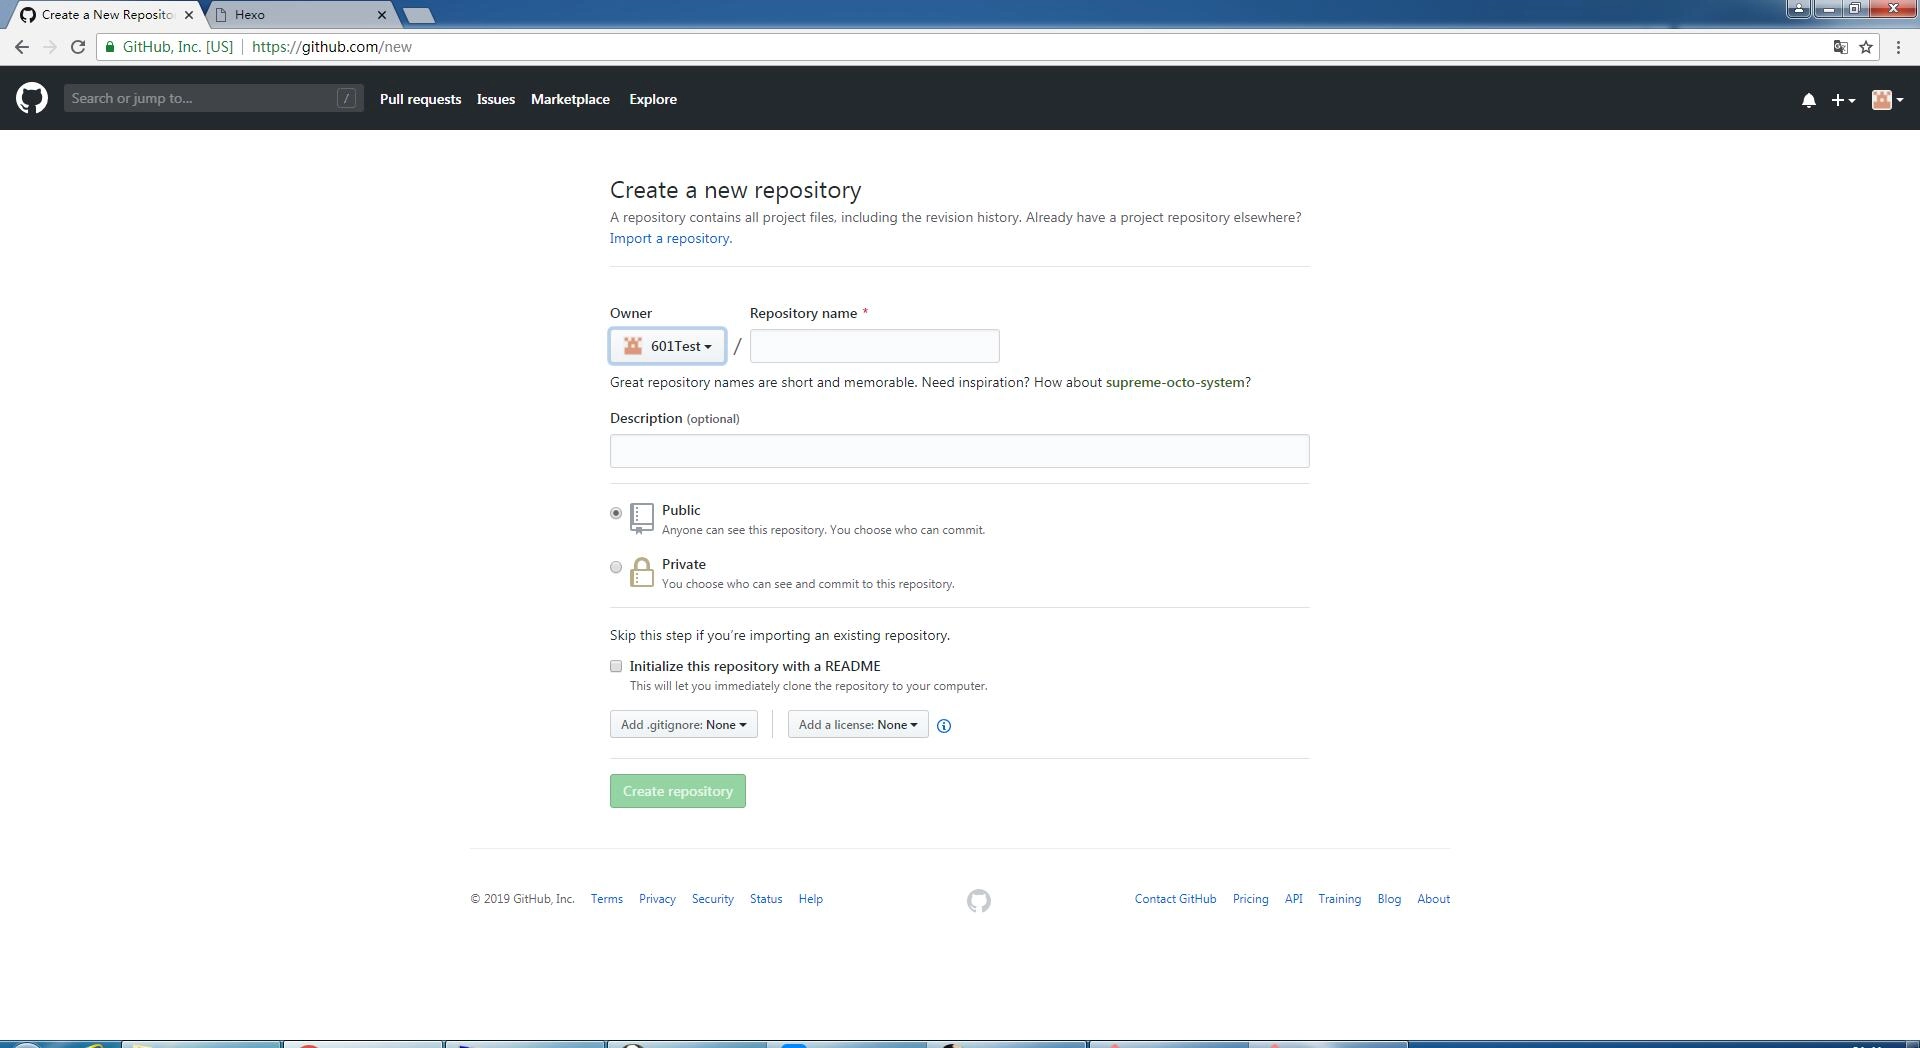 Create a New Reposito
Hexo
GitHub, Inc. [US] | https://github.com/new
Search or jump to... /
Pull requests Issues Marketplace Explore
Create a new repository
A repository contains all project files, including the revision history. Already have a project repository elsewhere?
Import a repository.
Owner Repository name *
601Test /
Great repository names are short and memorable. Need inspiration? How about supreme-octo-system?
Description (optional)
Public
Anyone can see this repository. You choose who can commit.
Private
You choose who can see and commit to this repository.
Skip this step if you’re importing an existing repository.
Initialize this repository with a README
This will let you immediately clone the repository to your computer.
Add .gitignore: None Add a license: None
Create repository
© 2019 GitHub, Inc. Terms Privacy Security Status Help Contact GitHub Pricing API Training Blog About